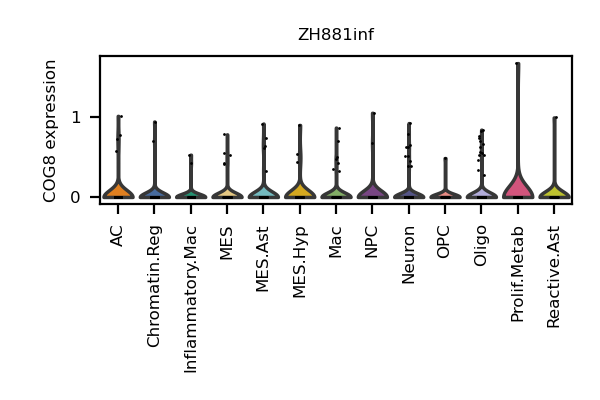 ZH881inf
COG8 expression
1
0
AC
Chromatin.Reg
Inflammatory.Mac
MES
MES.Ast
MES.Hyp
Mac
NPC
Neuron
OPC
Oligo
Prolif.Metab
Reactive.Ast